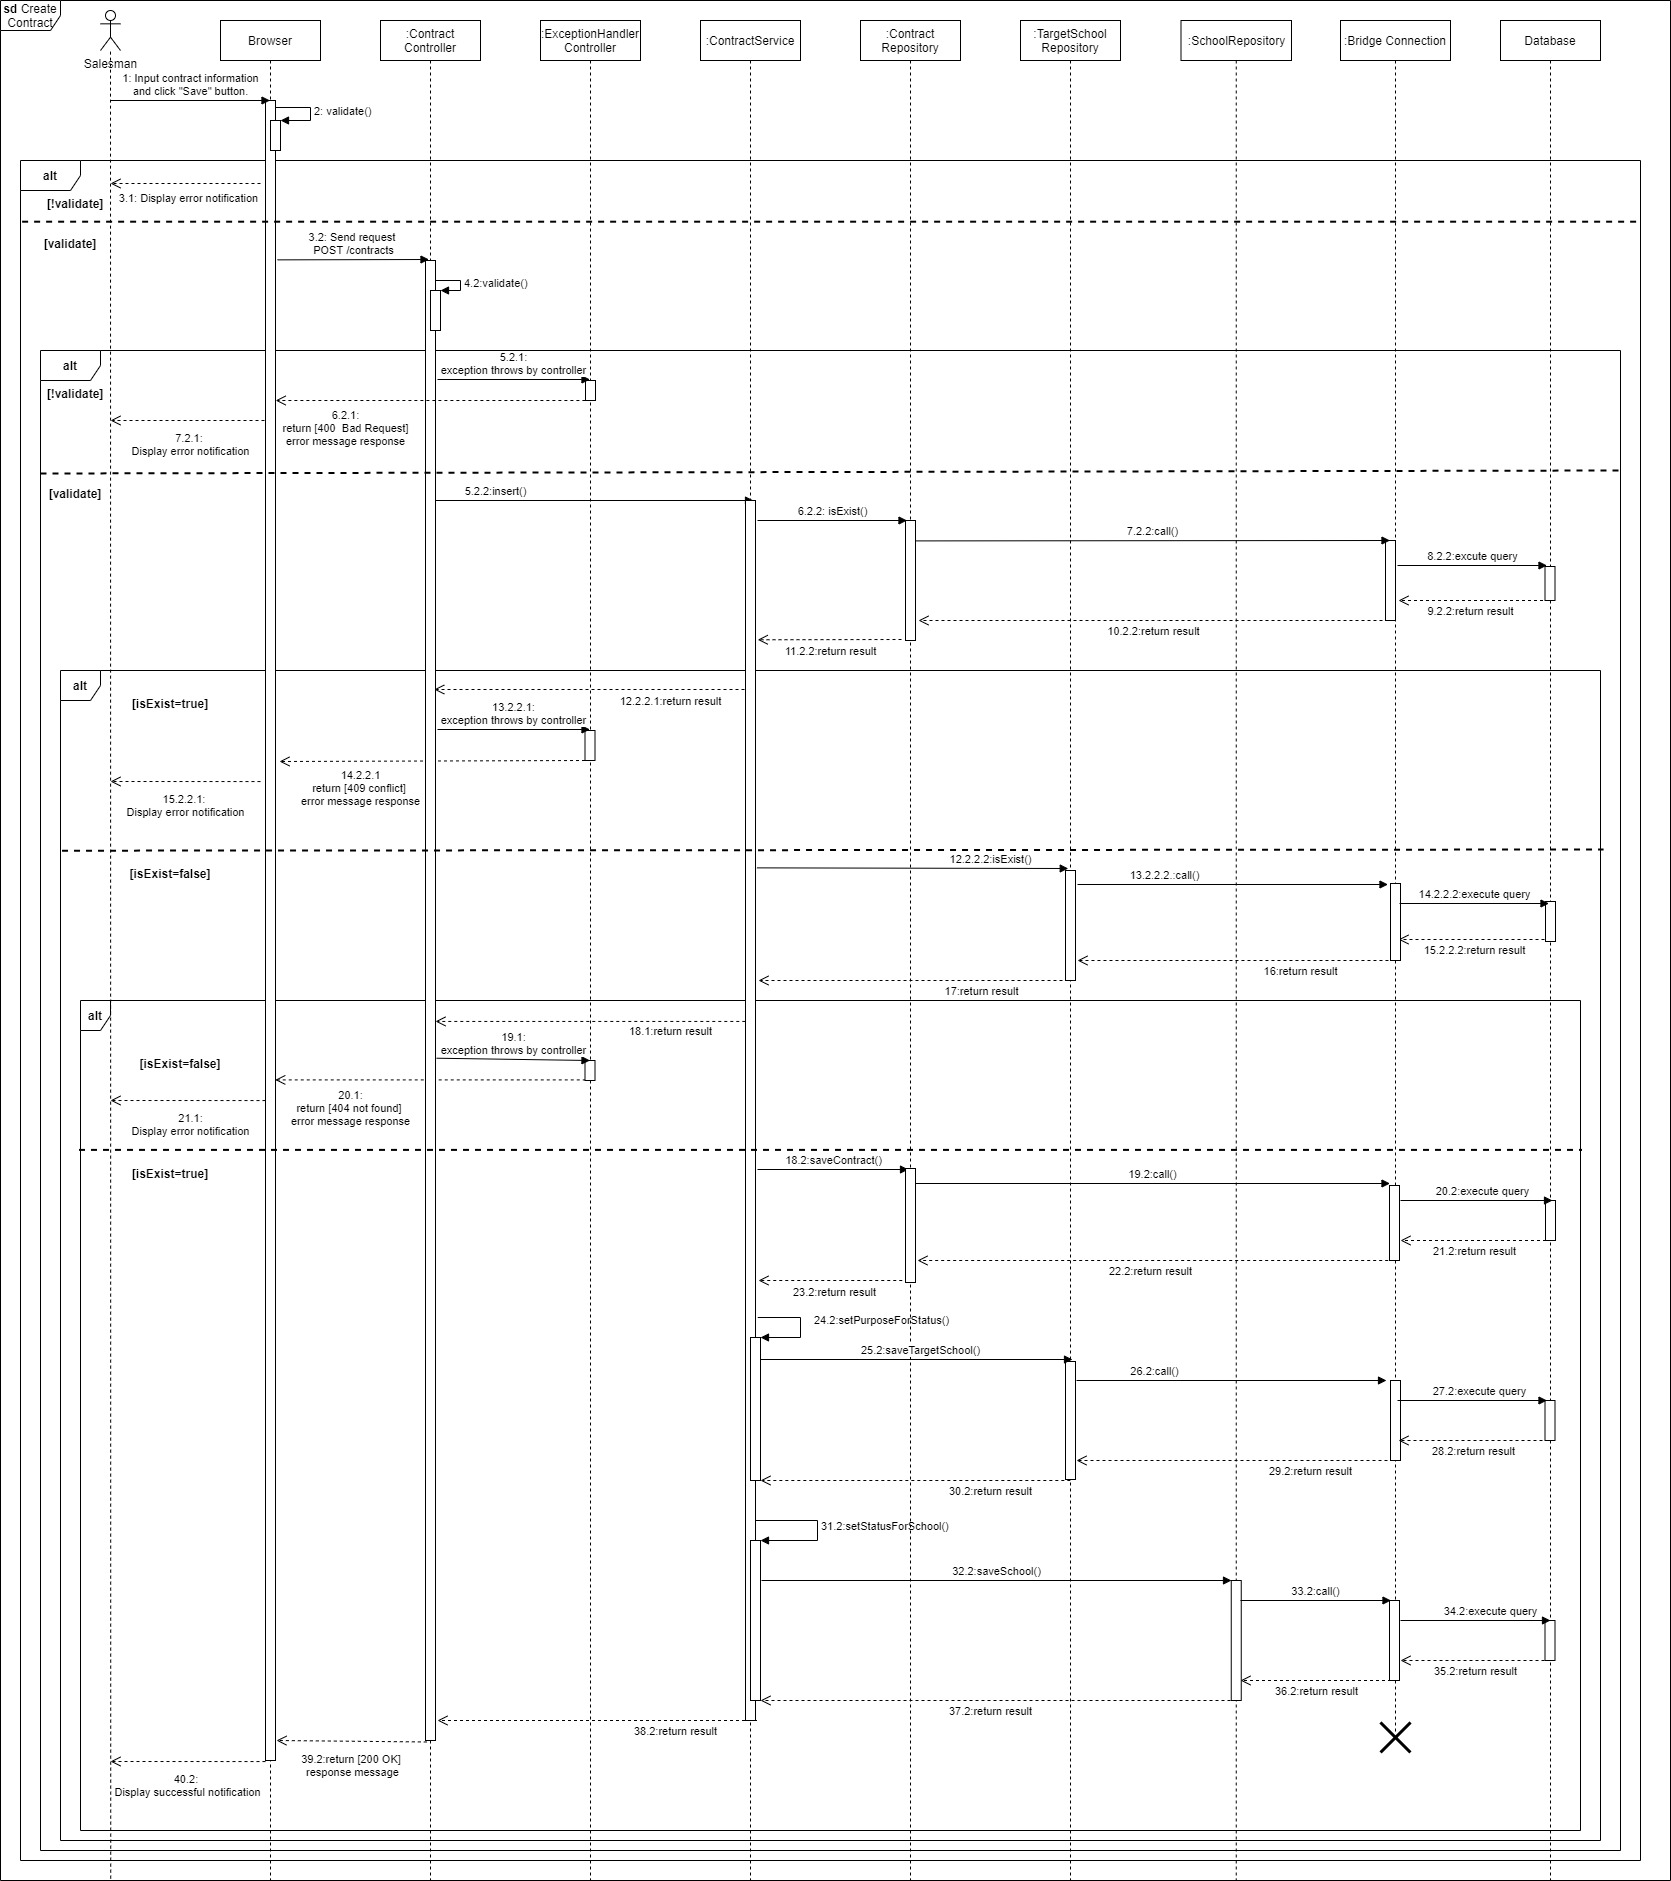 sd Create
Contract
Salesman
Browser
:Contract
Controller
:ExceptionHandler
Controller
:ContractService
:Contract
Repository
:TargetSchool
Repository
:SchoolRepository
:Bridge Connection
Database
1: Input contract information
and click "Save" button.
2: validate()
alt
3.1: Display error notification
[!validate]
[validate]
3.2: Send request
POST /contracts
4.2:validate()
alt
5.2.1:
exception throws by controller
[!validate]
6.2.1:
return [400  Bad Request]
error message response
7.2.1:
Display error notification
[validate]
5.2.2:insert()
6.2.2: isExist()
7.2.2:call()
8.2.2:excute query
9.2.2:return result
10.2.2:return result
11.2.2:return result
alt
[isExist=true]
12.2.2.1:return result
13.2.2.1:
exception throws by controller
14.2.2.1
return [409 conflict]
error message response
15.2.2.1:
Display error notification
[isExist=false]
12.2.2.2:isExist()
13.2.2.2.:call()
14.2.2.2:execute query
15.2.2.2:return result
16:return result
17:return result
alt
18.1:return result
19.1:
exception throws by controller
[isExist=false]
20.1:
return [404 not found]
error message response
21.1:
Display error notification
[isExist=true]
18.2:saveContract()
19.2:call()
20.2:execute query
21.2:return result
22.2:return result
23.2:return result
24.2:setPurposeForStatus()
25.2:saveTargetSchool()
26.2:call()
27.2:execute query
28.2:return result
29.2:return result
30.2:return result
31.2:setStatusForSchool()
32.2:saveSchool()
33.2:call()
34.2:execute query
35.2:return result
36.2:return result
37.2:return result
38.2:return result
39.2:return [200 OK]
response message
40.2:
Display successful notification